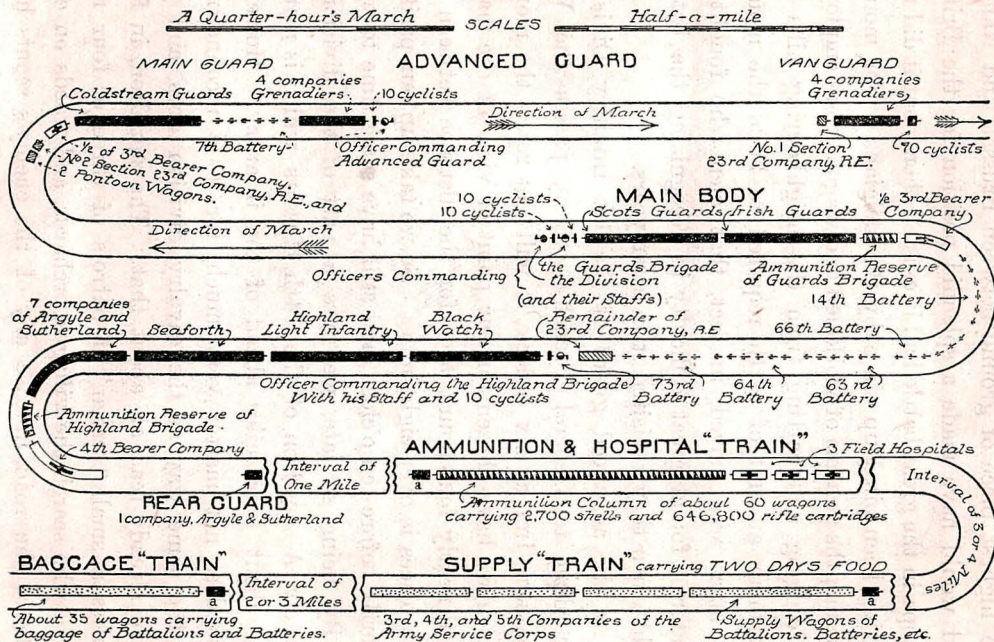 A Quarter-hour's March
SCALES
Half-a-mile
ADVANCED GUARD
MAIN GUARD
VAN GUARD
Coldstream Guards
4 companies
Grenadiers
10 cyclists
4 companies
Grenadiers
Direction of March
7th Battery
Officer Commanding
Advanced Guard
No. 1 Section
23rd Company, R.E.
10 cyclists
½ of 3rd Bearer Company.
No 2 Section 23rd Company, R.E., and
2 Pontoon Wagons.
MAIN BODY
10 cyclists
10 cyclists
Scots Guards
Irish Guards
½ 3rd Bearer
Company
Direction of March
Officers Commanding
the Guards Brigade
the Division
(and their Staffs)
Ammunition Reserve
of Guards Brigade
14th Battery
7 companies
of Argyle and
Sutherland
Seaforth
Highland
Light Infantry
Black
Watch
Remainder of
23rd Company, R.E
66th Battery
Officer Commanding the Highland Brigade
With his Staff and 10 cyclists
73rd
Battery
64th
Battery
63rd
Battery
Ammunition Reserve of
Highland Brigade.
4th Bearer Company
AMMUNITION & HOSPITAL "TRAIN"
3 Field Hospitals
Interval of
One Mile
a
REAR GUARD
1 company, Argyle & Sutherland
Ammunition Column of about 60 wagons
carrying 2,700 shells and 646,800 rifle cartridges
Interval of 3 or 4 Miles
BAGGAGE "TRAIN"
SUPPLY "TRAIN" carrying TWO DAYS FOOD
a
Interval of
2 or 3 Miles
a
About 35 wagons carrying
baggage of Battalions and Batteries.
3rd, 4th, and 5th Companies of the
Army Service Corps
Supply Wagons of
Battalions. Batteries, etc